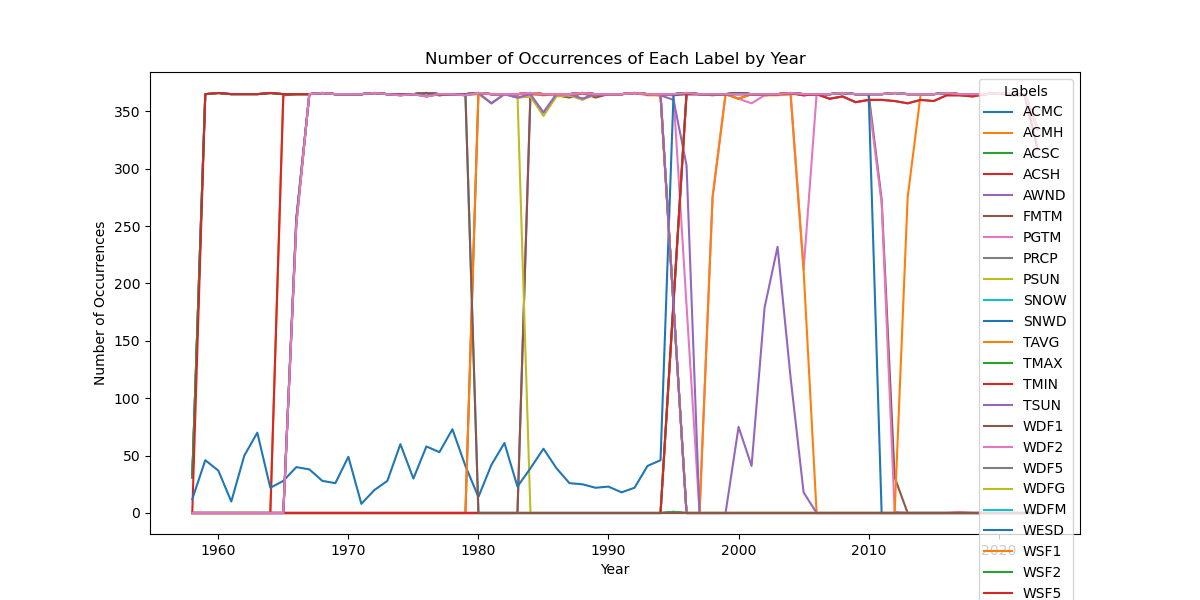 Number of Occurrences of Each Label by Year
Number of Occurrences
350
300
250
200
150
100
50
0
1960
1970
1980
1990
2000
2010
2020
Year
Labels
ACMC
ACMH
ACSC
ACSH
AWND
FMTM
PGTM
PRCP
PSUN
SNOW
SNWD
TAVG
TMAX
TMIN
TSUN
WDF1
WDF2
WDF5
WDFG
WDFM
WESD
WSF1
WSF2
WSF5